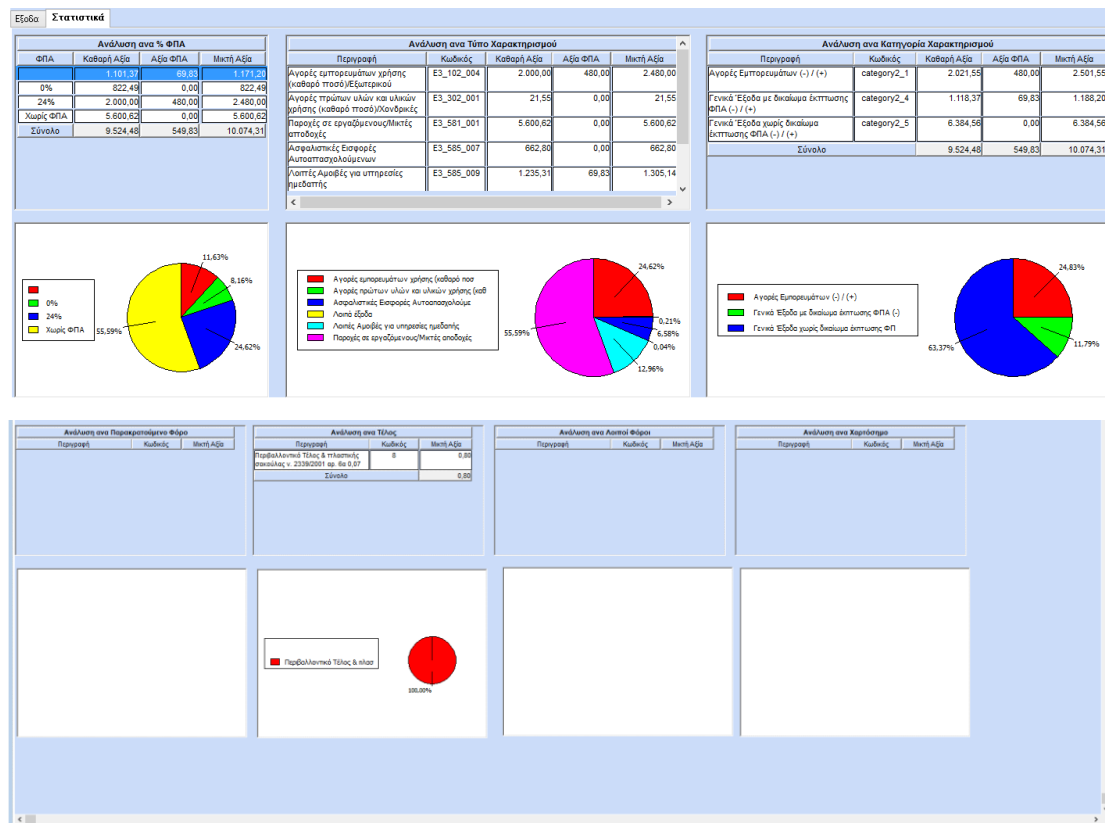 Εξοδα Στατιστικά
Ανάλυση ανα % ΦΠΑ
ΦΠΑ Καθαρή Αξία Αξία ΦΠΑ Μικτή Αξία
1.101,37 69,83 1.171,20
0% 822,49 0,00 822,49
24% 2.000,00 480,00 2.480,00
Χωρίς ΦΠΑ 5.600,62 0,00 5.600,62
Σύνολο 9.524,48 549,83 10.074,31
Ανάλυση ανα Τύπο Χαρακτηρισμού
Περιγραφή Κωδικός Καθαρή Αξία Αξία ΦΠΑ Μικτή Αξία
Αγορές εμπορευμάτων χρήσης E3_102_004 2.000,00 480,00 2.480,00
(καθαρό ποσό)/Εξωτερικού
Αγορές πρώτων υλών και υλικών E3_302_001 21,55 0,00 21,55
χρήσης (καθαρό ποσό)/Χονδρικές
Παροχές σε εργαζόμενους/Μικτές E3_581_001 5.600,62 0,00 5.600,62
αποδοχές
Ασφαλιστικές Εισφορές E3_585_007 662,80 0,00 662,80
Αυτοαπασχολούμενων
Λοιπές Αμοιβές για υπηρεσίες E3_585_009 1.235,31 69,83 1.305,14
ημεδαπής
Ανάλυση ανα Κατηγορία Χαρακτηρισμού
Περιγραφή Κωδικός Καθαρή Αξία Αξία ΦΠΑ Μικτή Αξία
Αγορές Εμπορευμάτων (-) / (+) category2_1 2.021,55 480,00 2.501,55
Γενικά Έξοδα με δικαίωμα έκπτωσης category2_4 1.118,37 69,83 1.188,20
ΦΠΑ (-) / (+)
Γενικά Έξοδα χωρίς δικαίωμα category2_5 6.384,56 0,00 6.384,56
έκπτωσης ΦΠΑ (-) / (+)
Σύνολο 9.524,48 549,83 10.074,31
0%
24%
Χωρίς ΦΠΑ
11,63%
8,16%
24,62%
55,59%
Αγορές εμπορευμάτων χρήσης (καθαρό ποσ
Αγορές πρώτων υλών και υλικών χρήσης (καθ
Ασφαλιστικές Εισφορές Αυτοαπασχολούμε
Λοιπά έξοδα
Λοιπές Αμοιβές για υπηρεσίες ημεδαπής
Παροχές σε εργαζόμενους/Μικτές αποδοχές
24,62%
0,21%
6,58%
0,04%
12,96%
55,59%
Αγορές Εμπορευμάτων (-) / (+)
Γενικά Έξοδα με δικαίωμα έκπτωσης ΦΠΑ (-)
Γενικά Έξοδα χωρίς δικαίωμα έκπτωσης ΦΠ
24,83%
11,79%
63,37%
Ανάλυση ανα Παρακρατούμενο Φόρο
Περιγραφή Κωδικός Μικτή Αξία
Ανάλυση ανα Τέλος
Περιγραφή Κωδικός Μικτή Αξία
Περιβαλλοντικό Τέλος & πλαστικής 8 0,80
σακούλας ν. 2339/2001 αρ. 6α 0,07
Σύνολο 0,80
Ανάλυση ανα Λοιποί Φόροι
Περιγραφή Κωδικός Μικτή Αξία
Ανάλυση ανα Χαρτόσημο
Περιγραφή Κωδικός Μικτή Αξία
Περιβαλλοντικό Τέλος & πλασ
100,00%